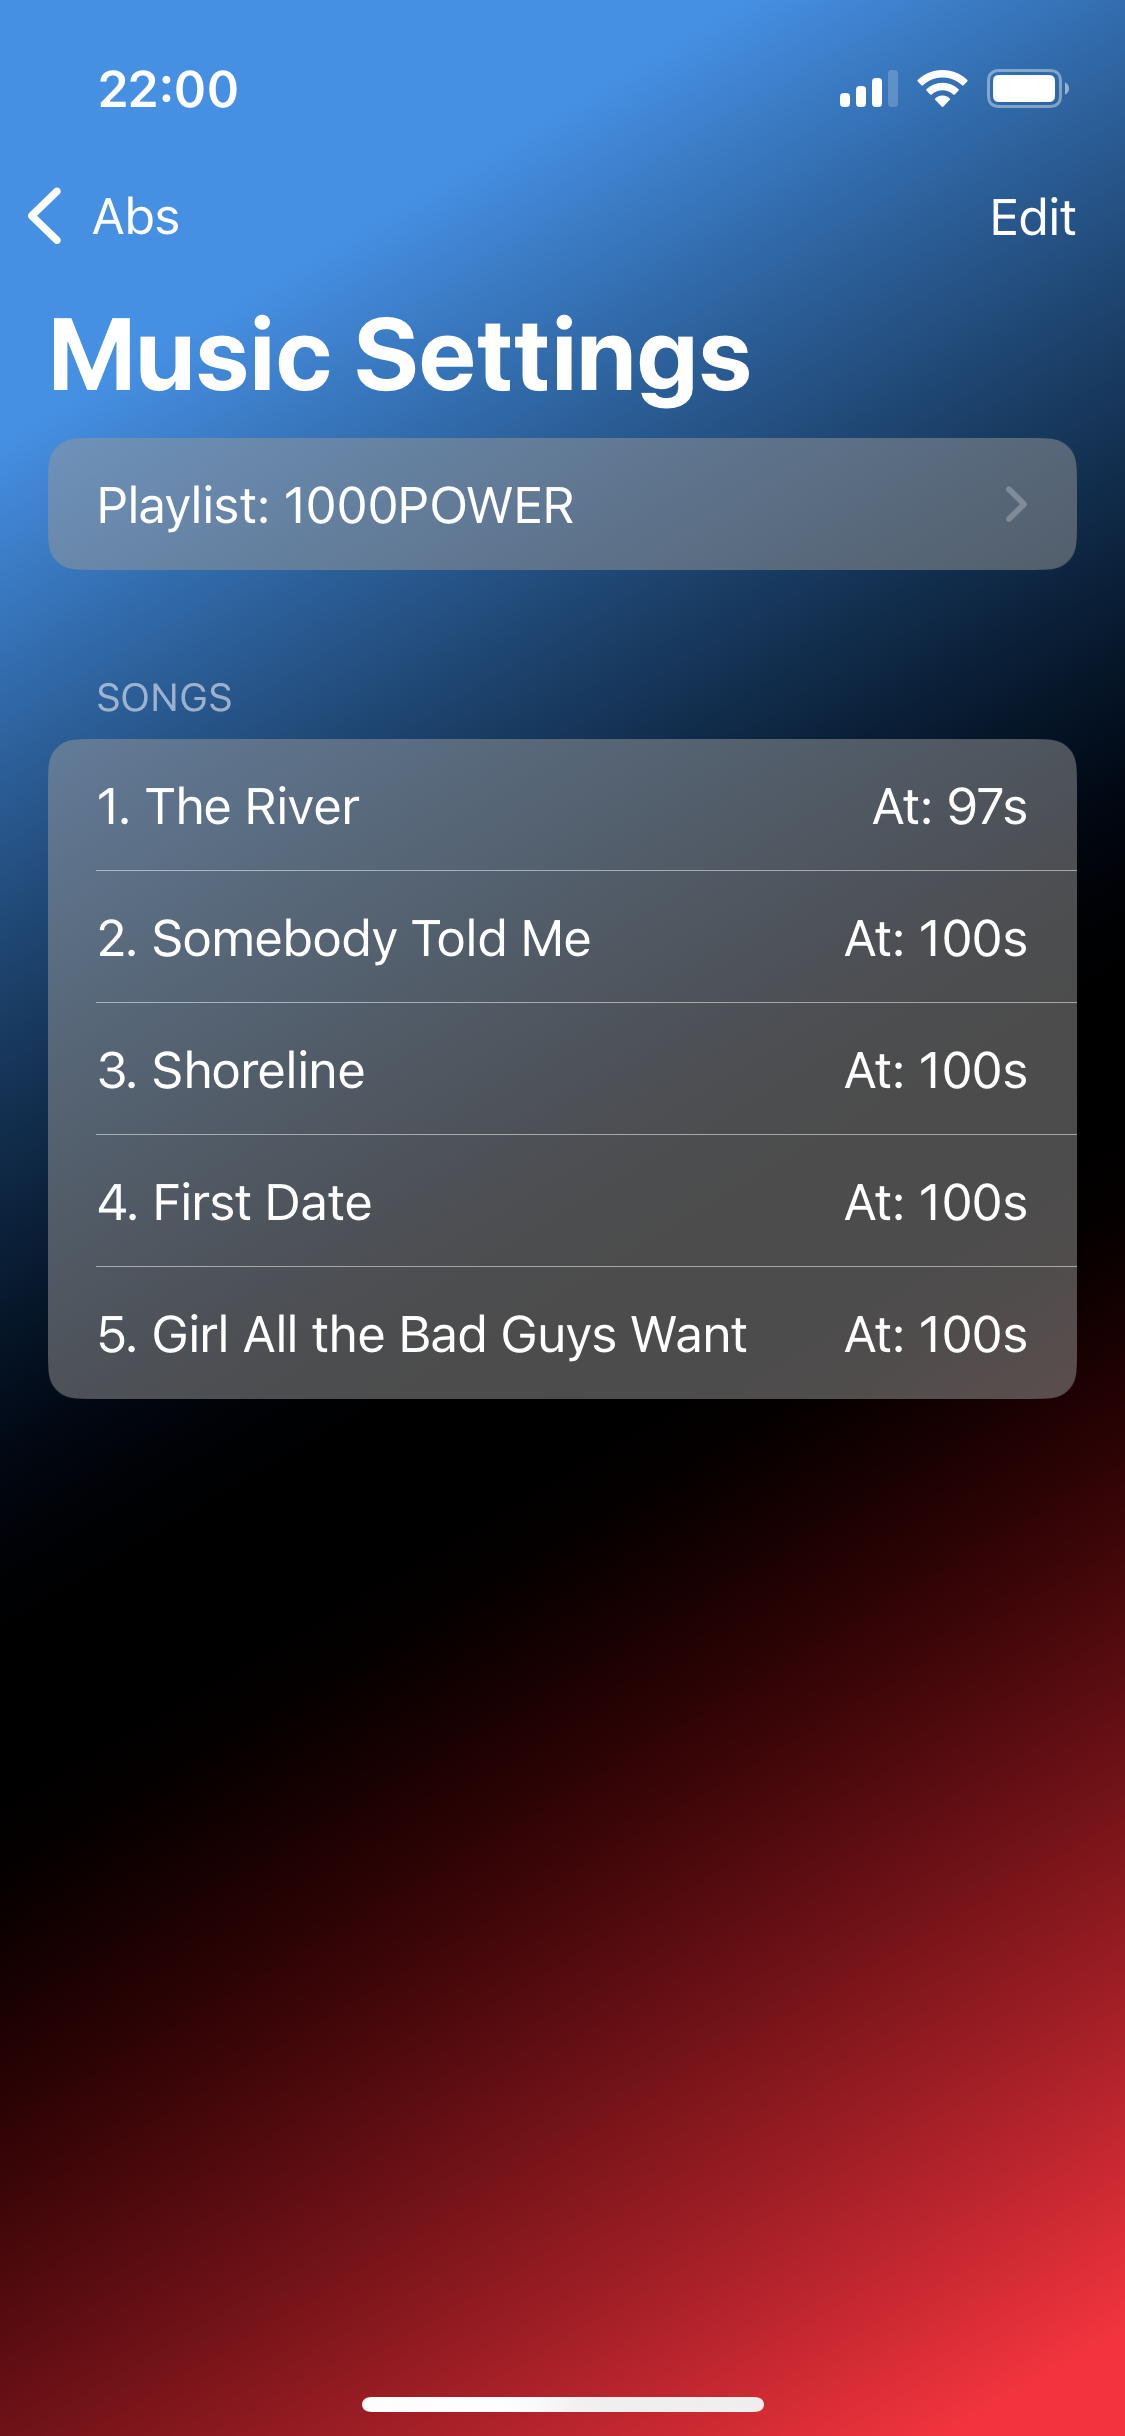 22:00
Abs
Edit
Music Settings
Playlist: 1000POWER
SONGS
1. The River At: 97s
2. Somebody Told Me At: 100s
3. Shoreline At: 100s
4. First Date At: 100s
5. Girl All the Bad Guys Want At: 100s